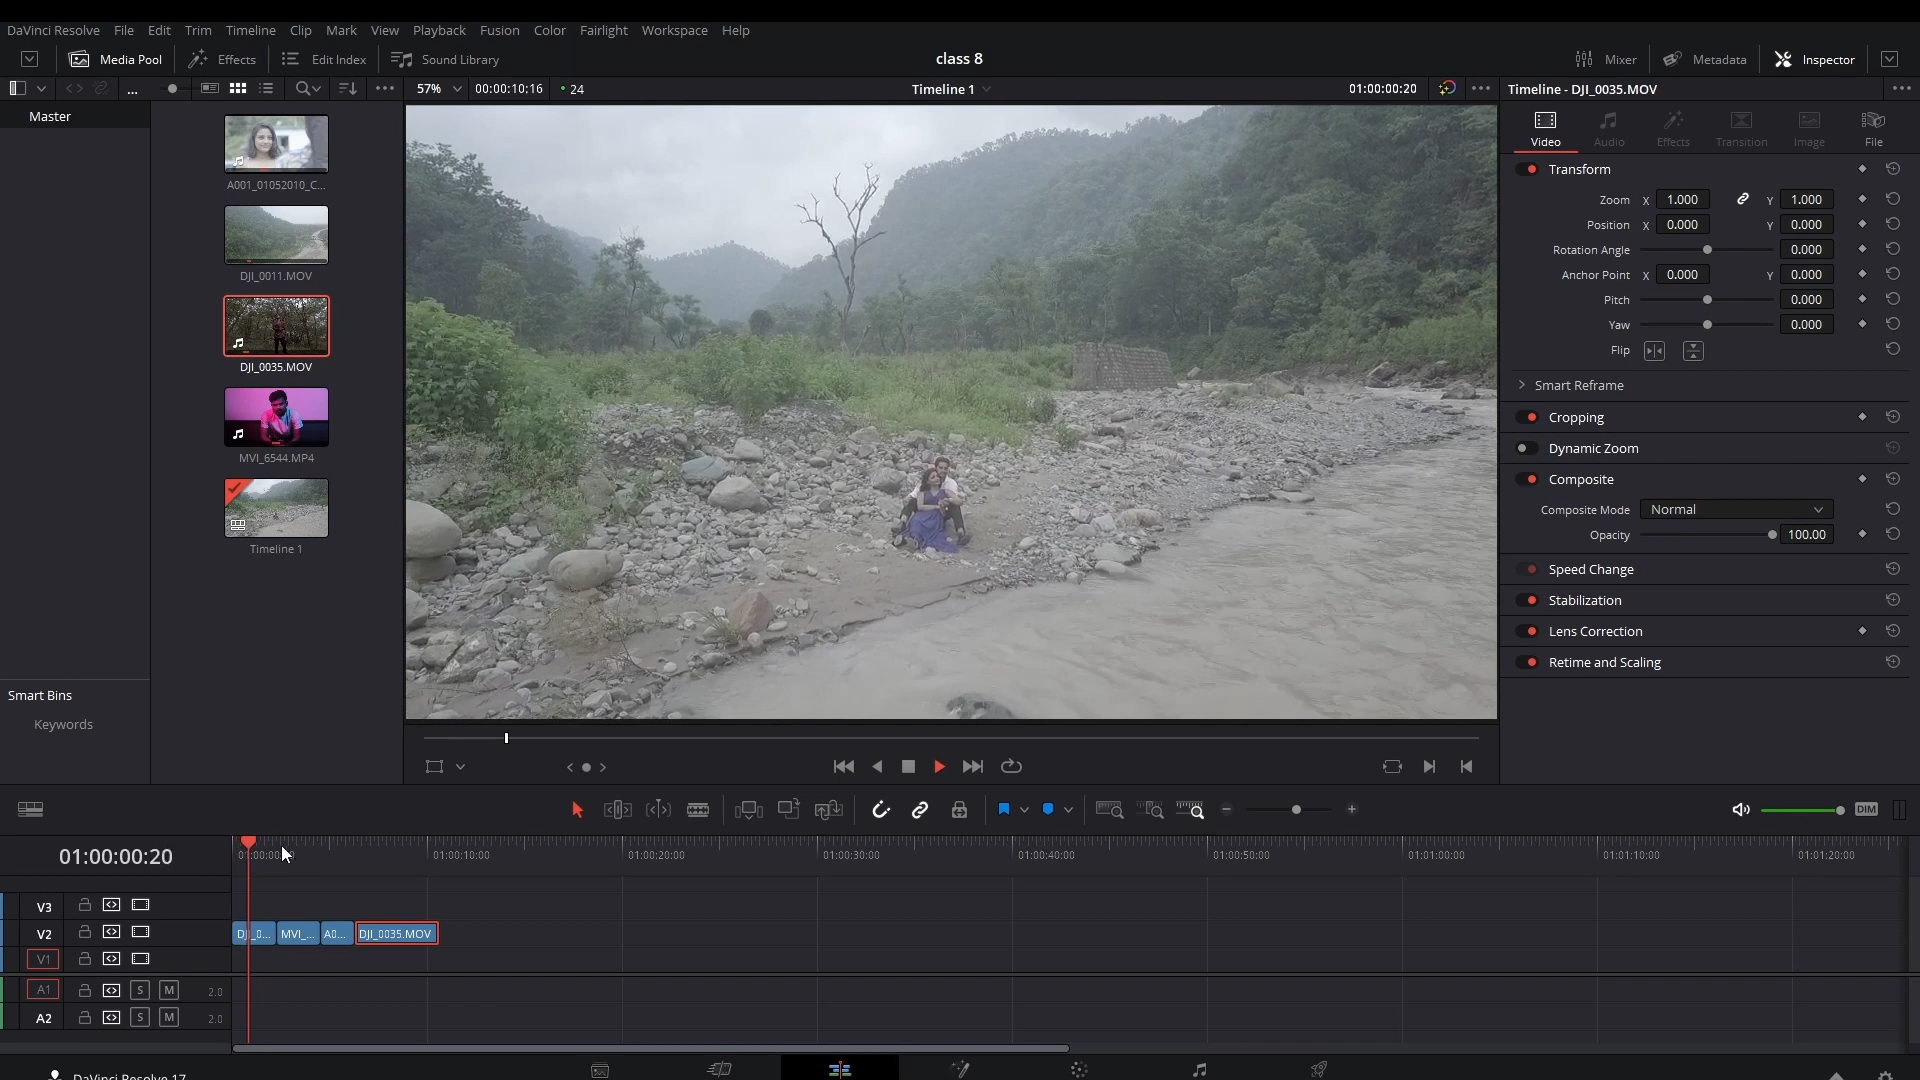 DaVinci Resolve File Edit Trim Timeline Clip Mark View Playback Fusion Color Fairlight Workspace Help
Media Pool Effects Edit Index Sound Library class 8 Mixer Metadata Inspector
... 57% 00:00:10:16 24 Timeline 1 01:00:00:20 Timeline - DJI_0035.MOV
Master
Video Audio Effects Transition Image File
A001_01052010_C...
DJI_0011.MOV
DJI_0035.MOV
MVI_6544.MP4
Timeline 1
Smart Bins
Keywords
Transform
Zoom X 1.000 Y 1.000
Position X 0.000 Y 0.000
Rotation Angle 0.000
Anchor Point X 0.000 Y 0.000
Pitch 0.000
Yaw 0.000
Flip
Smart Reframe
Cropping
Dynamic Zoom
Composite
Composite Mode Normal
Opacity 100.00
Speed Change
Stabilization
Lens Correction
Retime and Scaling
DIM
01:00:00:20
01:00:10:00 01:00:20:00 01:00:30:00 01:00:40:00 01:00:50:00 01:01:00:00 01:01:10:00 01:01:20:00
V3
V2 DJ_0... MVI_... A0... DJI_0035.MOV
V1
A1 S M 2.0
A2 S M 2.0
DaVinci Resolve 17